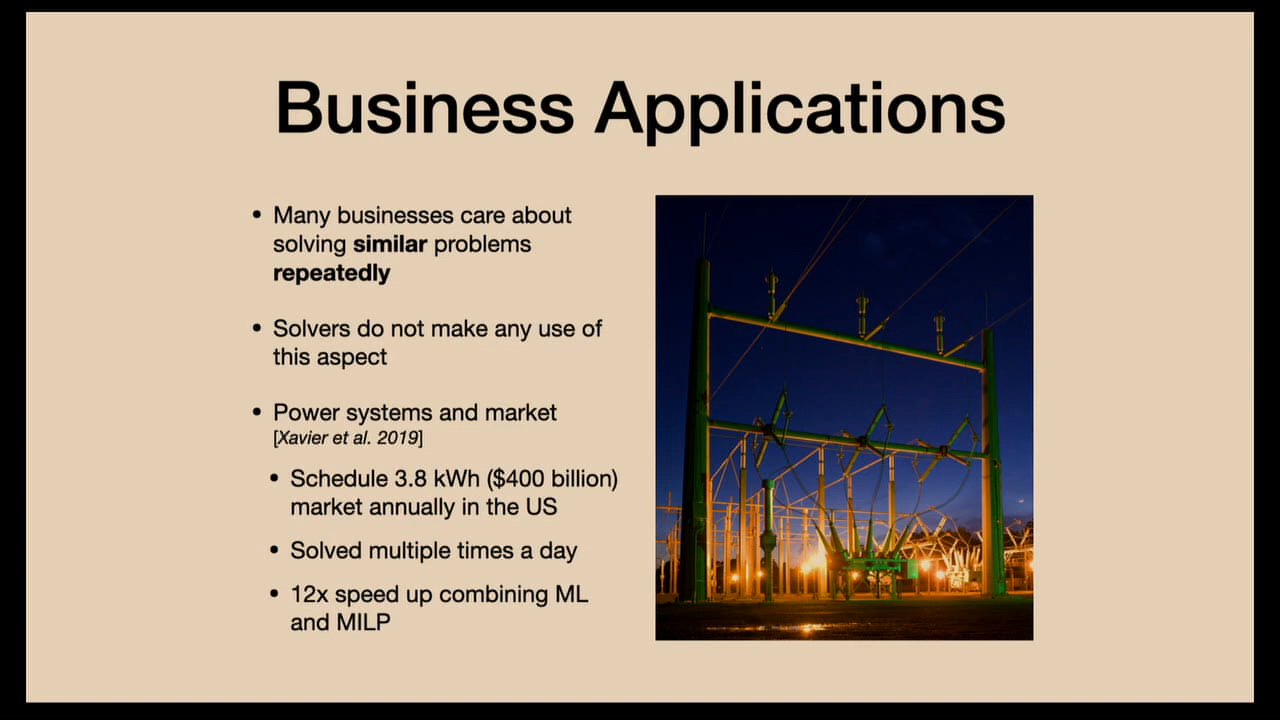 Business Applications
• Many businesses care about
solving similar problems
repeatedly
• Solvers do not make any use of
this aspect
• Power systems and market
[Xavier et al. 2019]
• Schedule 3.8 kWh ($400 billion)
market annually in the US
• Solved multiple times a day
• 12x speed up combining ML
and MILP